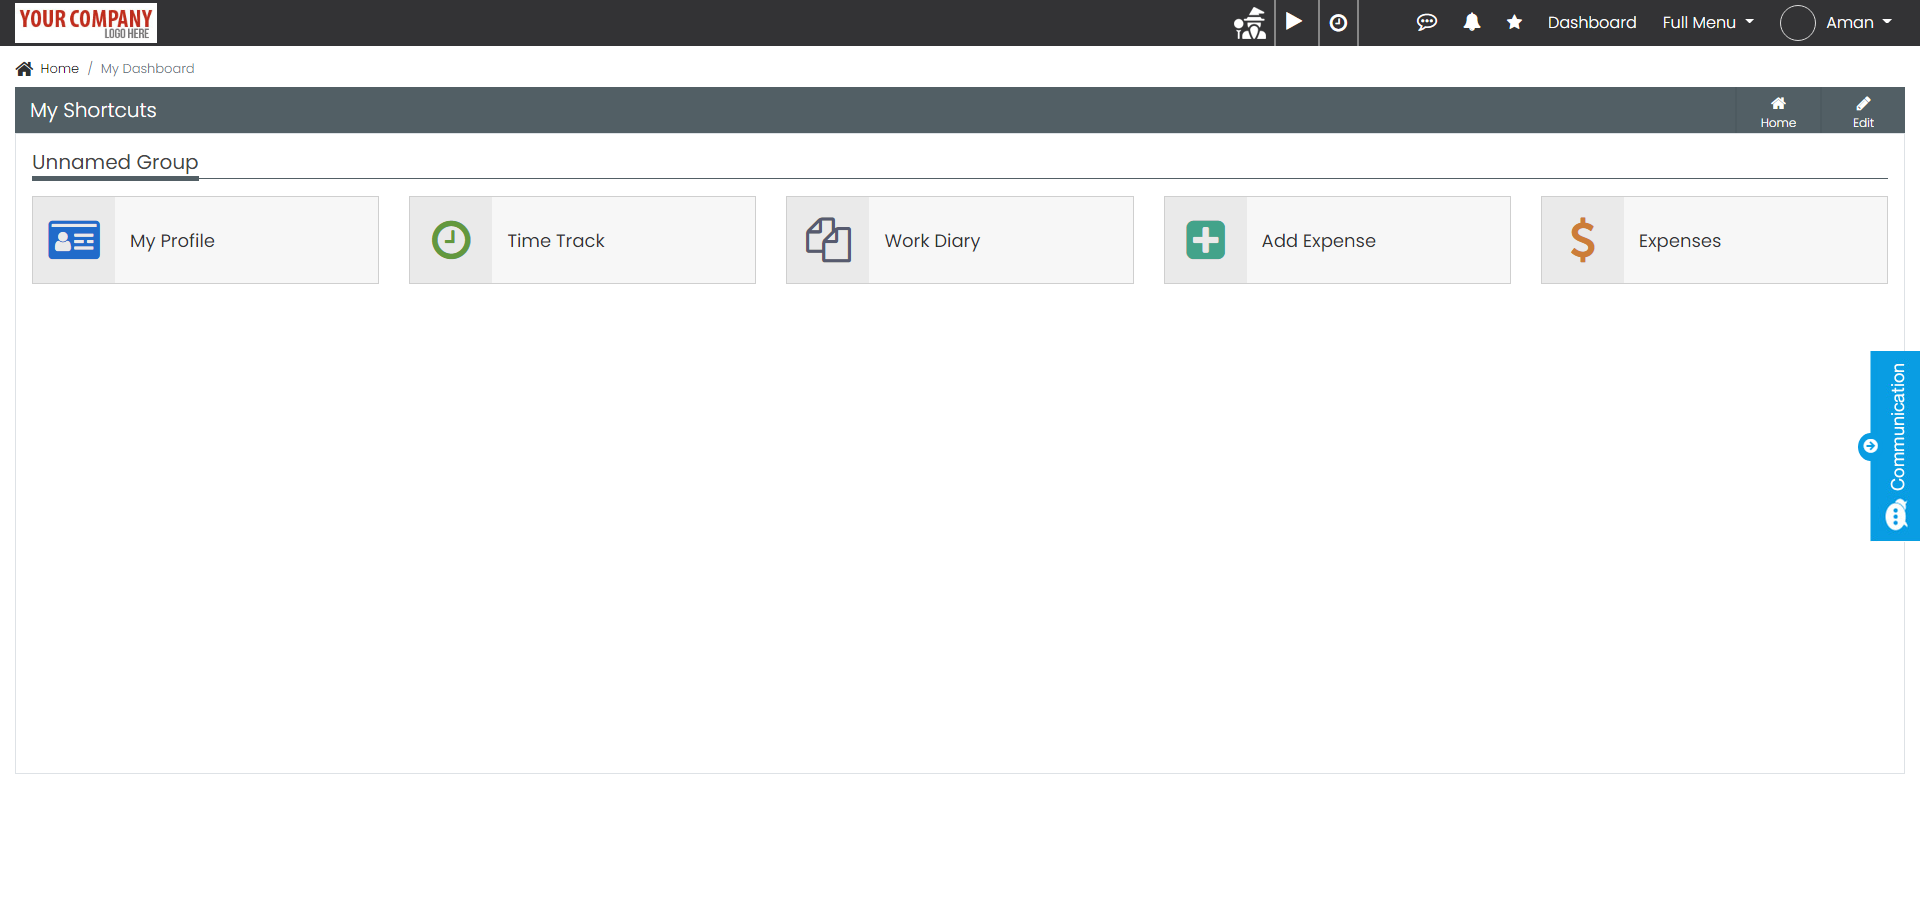 YOUR COMPANY
LOGO HERE
Dashboard
Full Menu
Aman
Home / My Dashboard
My Shortcuts
Home
Edit
Unnamed Group
My Profile
Time Track
Work Diary
Add Expense
Expenses
Communication